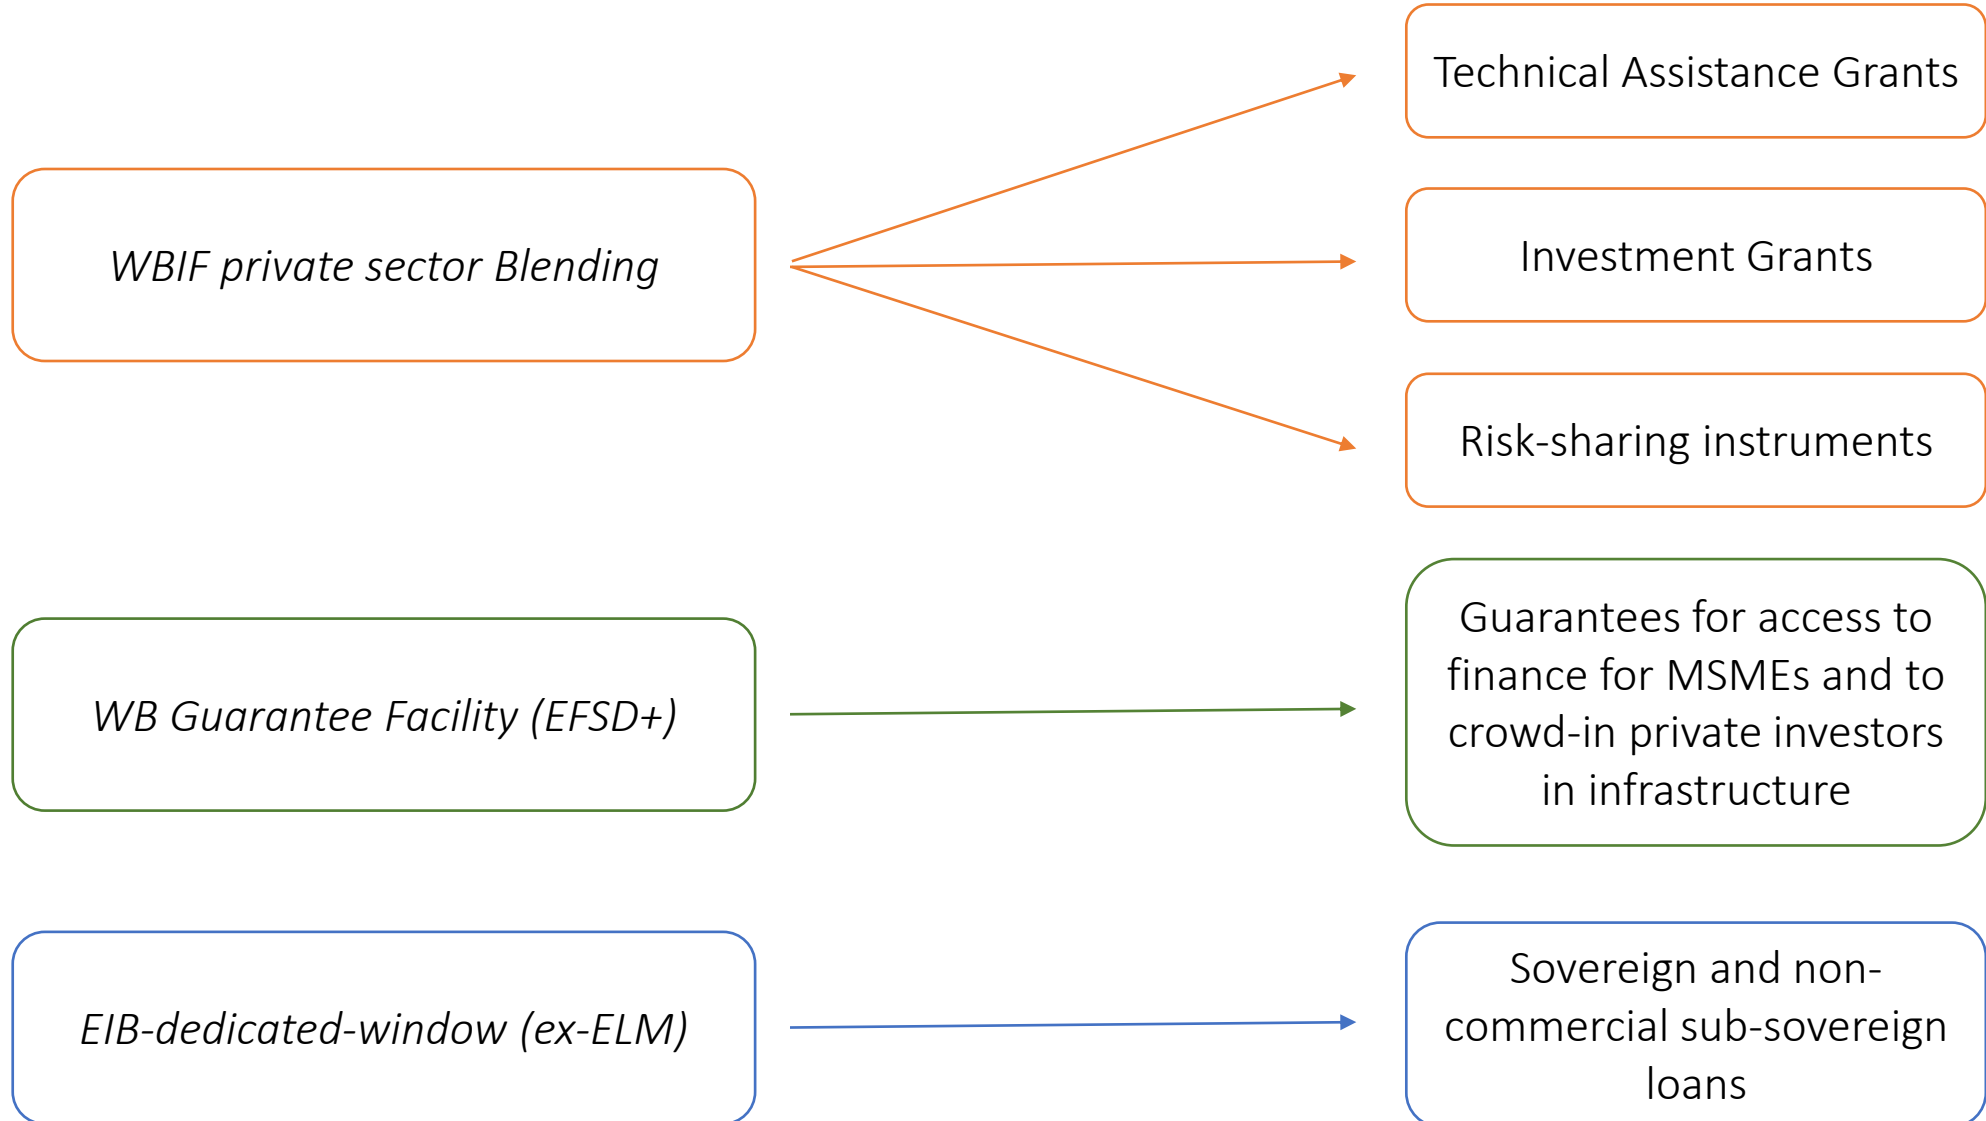 WBIF private sector Blending
Technical Assistance Grants
Investment Grants
Risk-sharing instruments
WB Guarantee Facility (EFSD+)
Guarantees for access to
finance for MSMEs and to
crowd-in private investors
in infrastructure
EIB-dedicated-window (ex-ELM)
Sovereign and non-
commercial sub-sovereign
loans